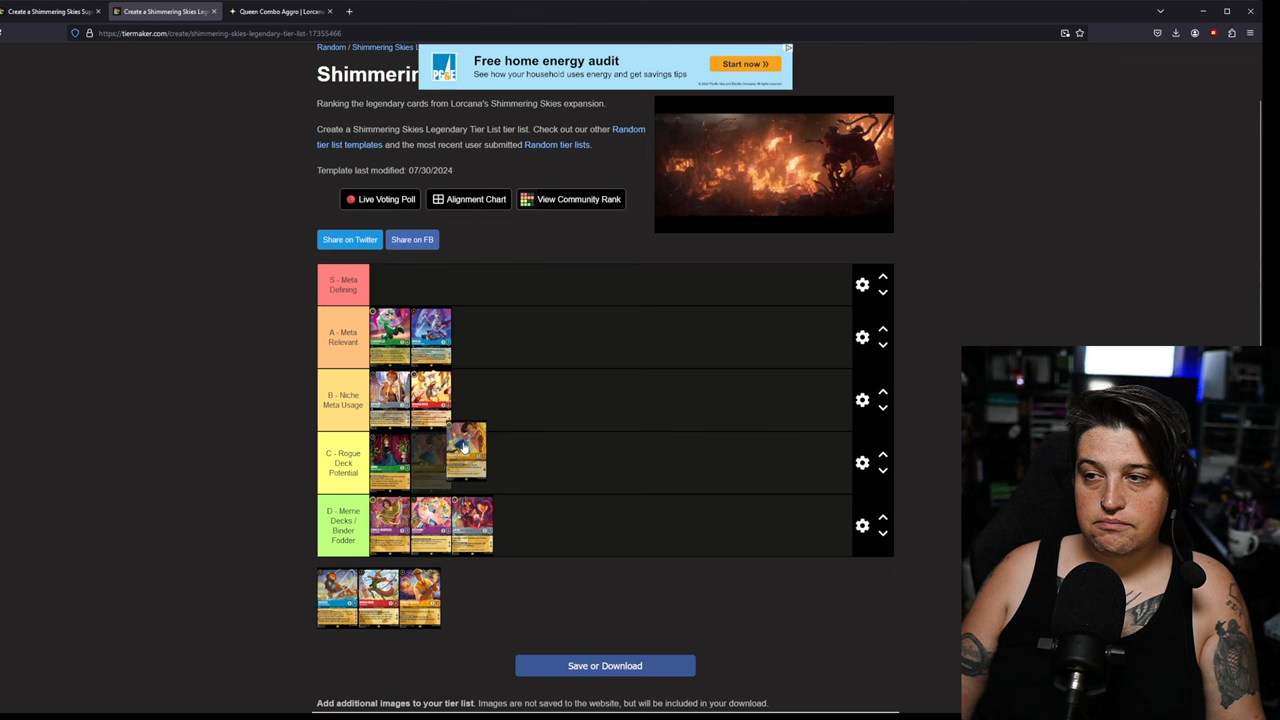 Create a Shimmering Skies Sup
Create a Shimmering Skies Leg
Queen Combo Aggro | Lorcana
https://tiermaker.com/create/shimmering-skies-legendary-tier-list-17355466
Random / Shimmering Skies L
Shimmerin
Free home energy audit
See how your household uses energy and get savings tips
Start now
Ranking the legendary cards from Lorcana's Shimmering Skies expansion.
Create a Shimmering Skies Legendary Tier List tier list. Check out our other Random
tier list templates and the most recent user submitted Random tier lists.
Template last modified: 07/30/2024
Live Voting Poll
Alignment Chart
View Community Rank
Share on Twitter
Share on FB
S - Meta
Defining
A - Meta
Relevant
B - Niche
Meta Usage
C - Rogue
Deck
Potential
D - Meme
Decks /
Binder
Fodder
Save or Download
Add additional images to your tier list. Images are not saved to the website, but will be included in your download.